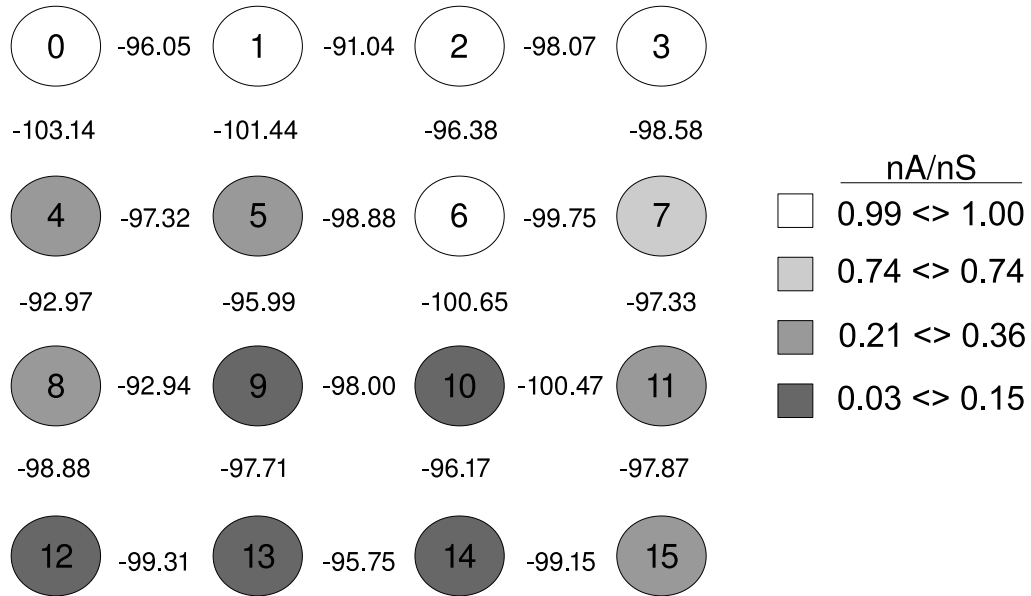 0 -96.05 1 -91.04 2 -98.07 3
-103.14 -101.44 -96.38 -98.58
4 -97.32 5 -98.88 6 -99.75 7
-92.97 -95.99 -100.65 -97.33
8 -92.94 9 -98.00 10 -100.47 11
-98.88 -97.71 -96.17 -97.87
12 -99.31 13 -95.75 14 -99.15 15
nA/nS
0.99 <> 1.00
0.74 <> 0.74
0.21 <> 0.36
0.03 <> 0.15